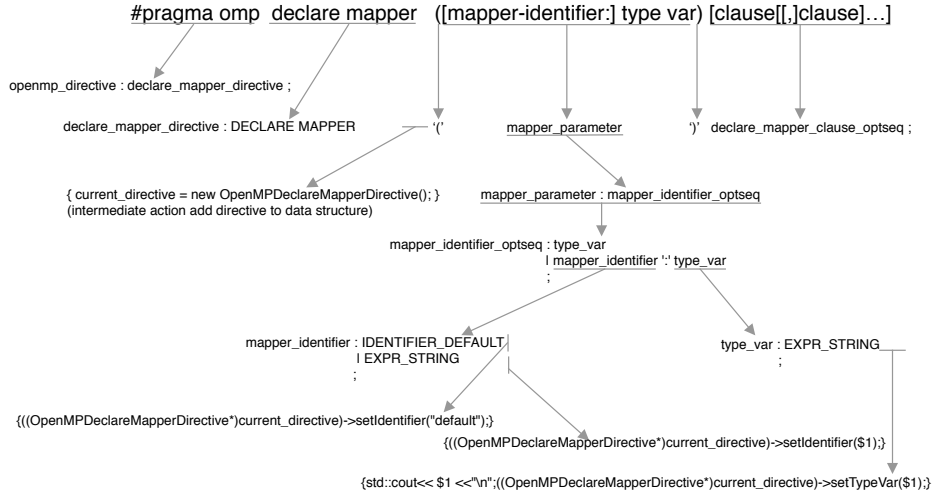 #pragma omp declare mapper ([mapper-identifier:] type var) [clause[[,]clause]…]
openmp_directive : declare_mapper_directive ;
declare_mapper_directive : DECLARE MAPPER '(' mapper_parameter ')' declare_mapper_clause_optseq ;
{ current_directive = new OpenMPDeclareMapperDirective(); }
(intermediate action add directive to data structure)
mapper_parameter : mapper_identifier_optseq
mapper_identifier_optseq : type_var
| mapper_identifier ':' type_var
;
mapper_identifier : IDENTIFIER_DEFAULT
| EXPR_STRING
;
type_var : EXPR_STRING
;
{((OpenMPDeclareMapperDirective*)current_directive)->setIdentifier("default");}
{((OpenMPDeclareMapperDirective*)current_directive)->setIdentifier($1);}
{std::cout<< $1 <<"\n";((OpenMPDeclareMapperDirective*)current_directive)->setTypeVar($1);}